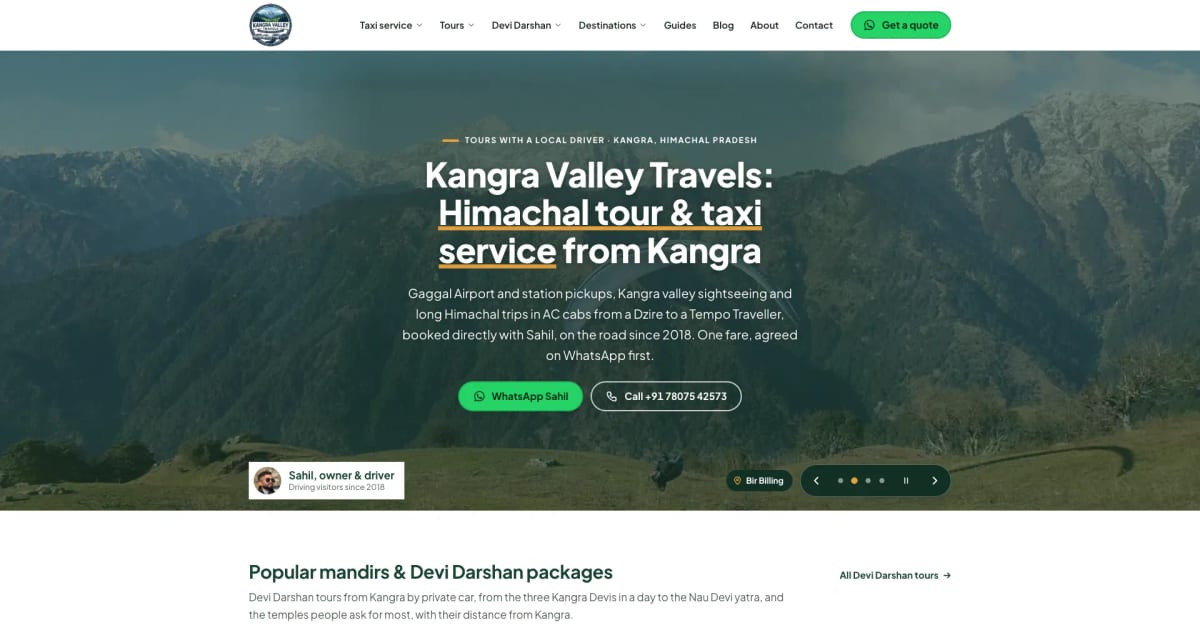 KANGRA VALLEY
Taxi service
Tours
Devi Darshan
Destinations
Guides
Blog
About
Contact
Get a quote
TOURS WITH A LOCAL DRIVER · KANGRA, HIMACHAL PRADESH
Kangra Valley Travels:
Himachal tour & taxi
service from Kangra
Gaggal Airport and station pickups, Kangra valley sightseeing and
long Himachal trips in AC cabs from a Dzire to a Tempo Traveller,
booked directly with Sahil, on the road since 2018. One fare, agreed
on WhatsApp first.
WhatsApp Sahil
Call +91 78075 42573
Sahil, owner & driver
Driving visitors since 2018
Bir Billing
Popular mandirs & Devi Darshan packages
All Devi Darshan tours →
Devi Darshan tours from Kangra by private car, from the three Kangra Devis in a day to the Nau Devi yatra, and
the temples people ask for most, with their distance from Kangra.